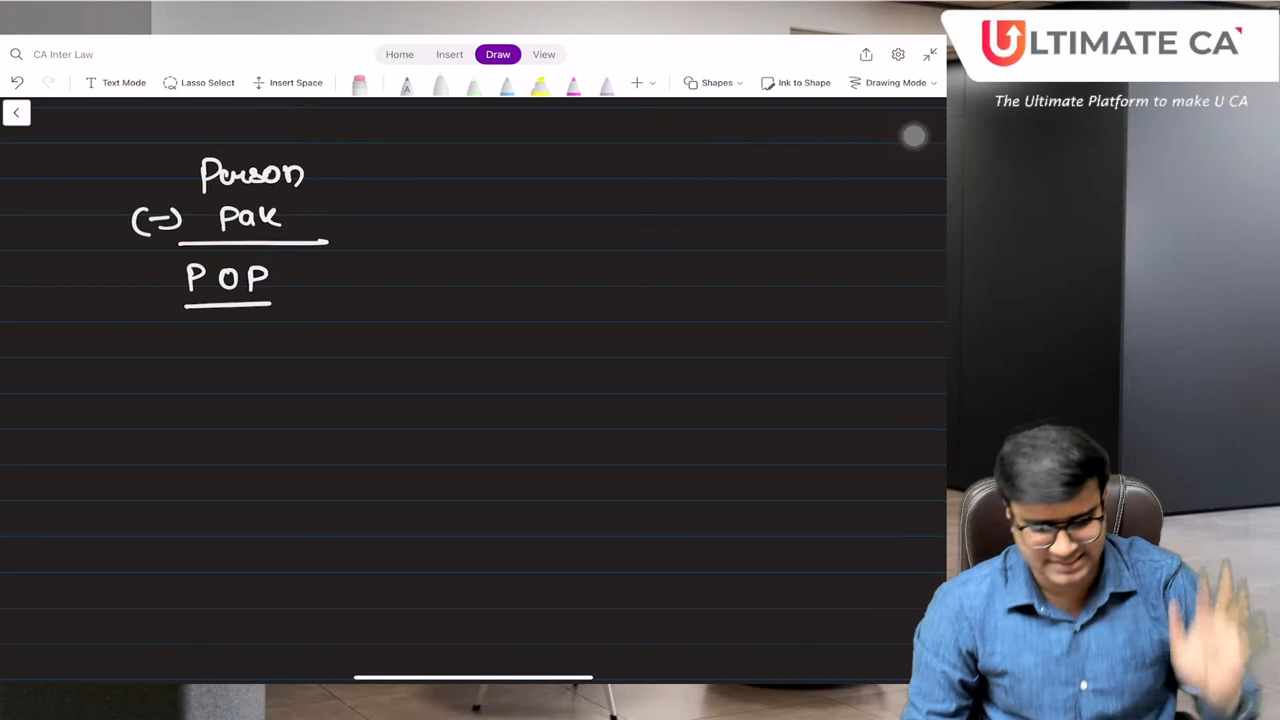 ULTIMATE CA
The Ultimate Platform to make U CA
CA Inter Law
Home Insert Draw View
Text Mode Lasso Select Insert Space Shapes Ink to Shape Drawing Mode
Person
(-) Pak
POP